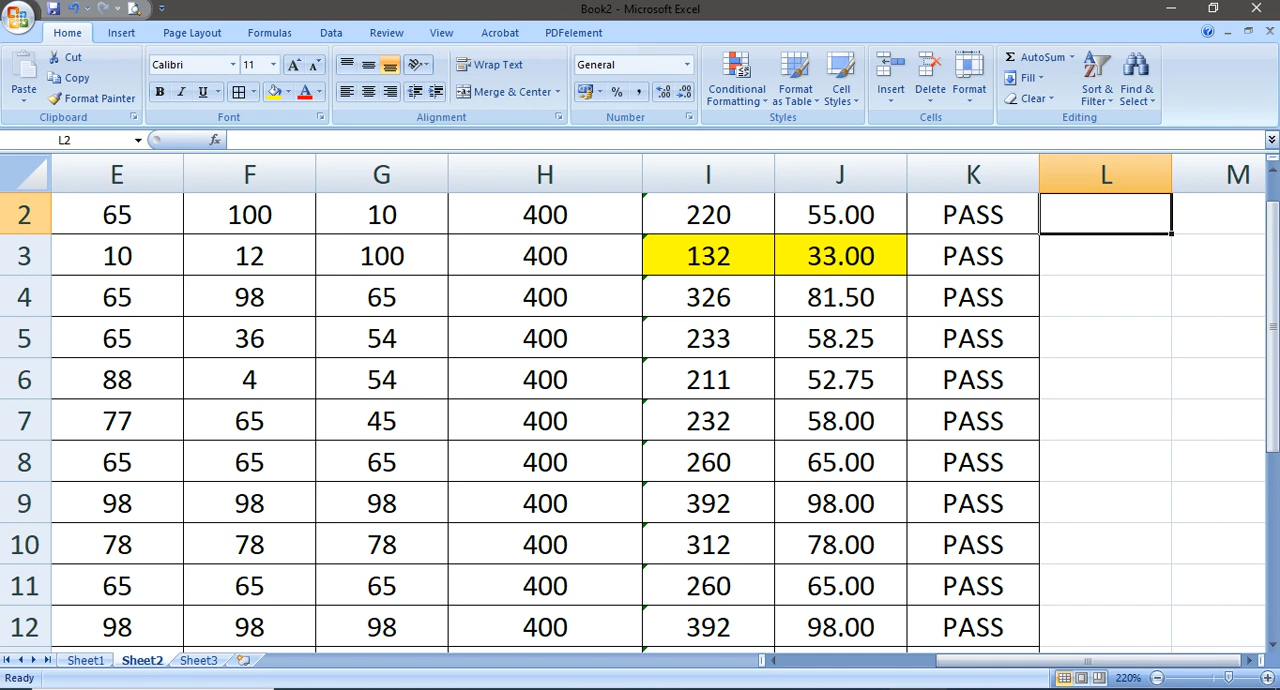 Book2 - Microsoft Excel
Home Insert Page Layout Formulas Data Review View Acrobat PDFelement
Paste
Cut
Copy
Format Painter
Clipboard
Calibri 11
B I U
Font
Wrap Text
Merge & Center
Alignment
General
% ,
Number
Conditional Formatting
Format as Table
Cell Styles
Styles
Insert Delete Format
Cells
Σ AutoSum
Fill
Clear
Sort & Filter
Find & Select
Editing
L2 fx
E F G H I J K L M
2 65 100 10 400 220 55.00 PASS
3 10 12 100 400 132 33.00 PASS
4 65 98 65 400 326 81.50 PASS
5 65 36 54 400 233 58.25 PASS
6 88 4 54 400 211 52.75 PASS
7 77 65 45 400 232 58.00 PASS
8 65 65 65 400 260 65.00 PASS
9 98 98 98 400 392 98.00 PASS
10 78 78 78 400 312 78.00 PASS
11 65 65 65 400 260 65.00 PASS
12 98 98 98 400 392 98.00 PASS
Sheet1 Sheet2 Sheet3
Ready 220%